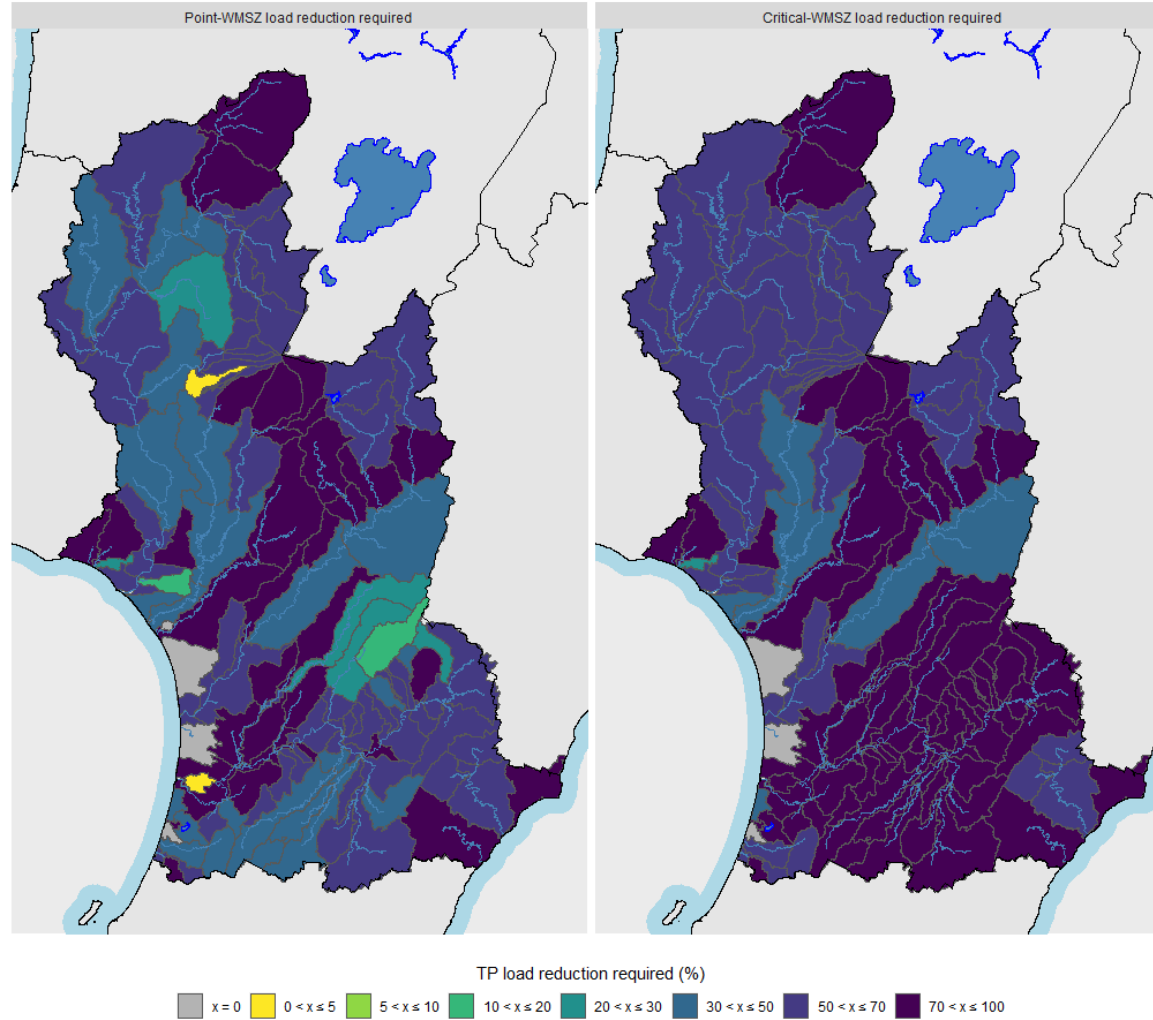 Point-WMSZ load reduction required
Critical-WMSZ load reduction required
TP load reduction required (%)
x = 0
0 < x ≤ 5
5 < x ≤ 10
10 < x ≤ 20
20 < x ≤ 30
30 < x ≤ 50
50 < x ≤ 70
70 < x ≤ 100